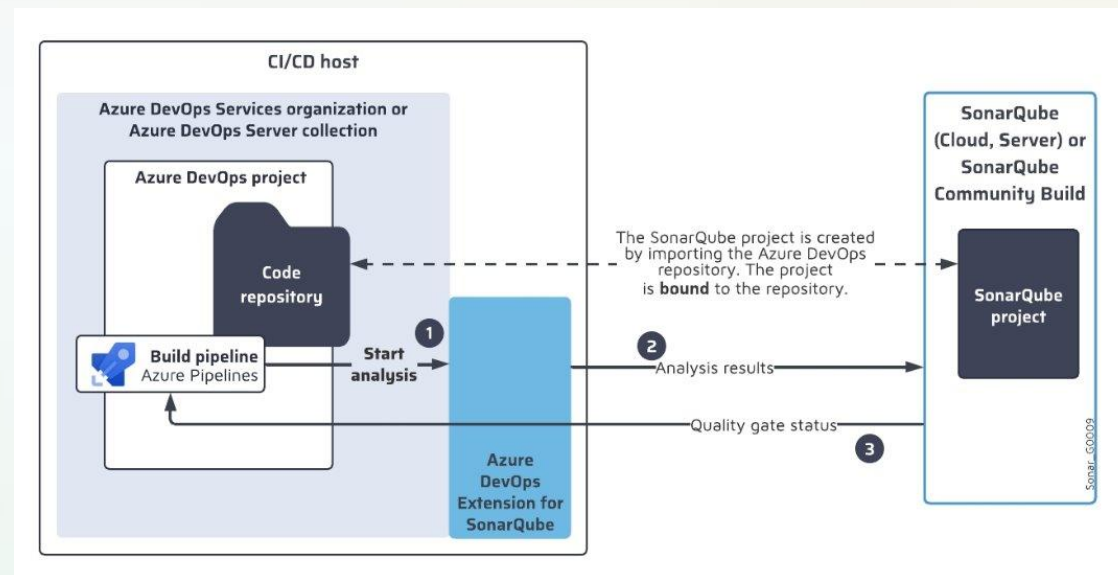 CI/CD host
Azure DevOps Services organization or
Azure DevOps Server collection
Azure DevOps project
Code
repository
Build pipeline
Azure Pipelines
1
Start
analysis
Azure
DevOps
Extension for
SonarQube
The SonarQube project is created
by importing the Azure DevOps
repository. The project
is bound to the repository.
2
Analysis results
Quality gate status
3
SonarQube
(Cloud, Server) or
SonarQube
Community Build
SonarQube
project
Sonar_G0009